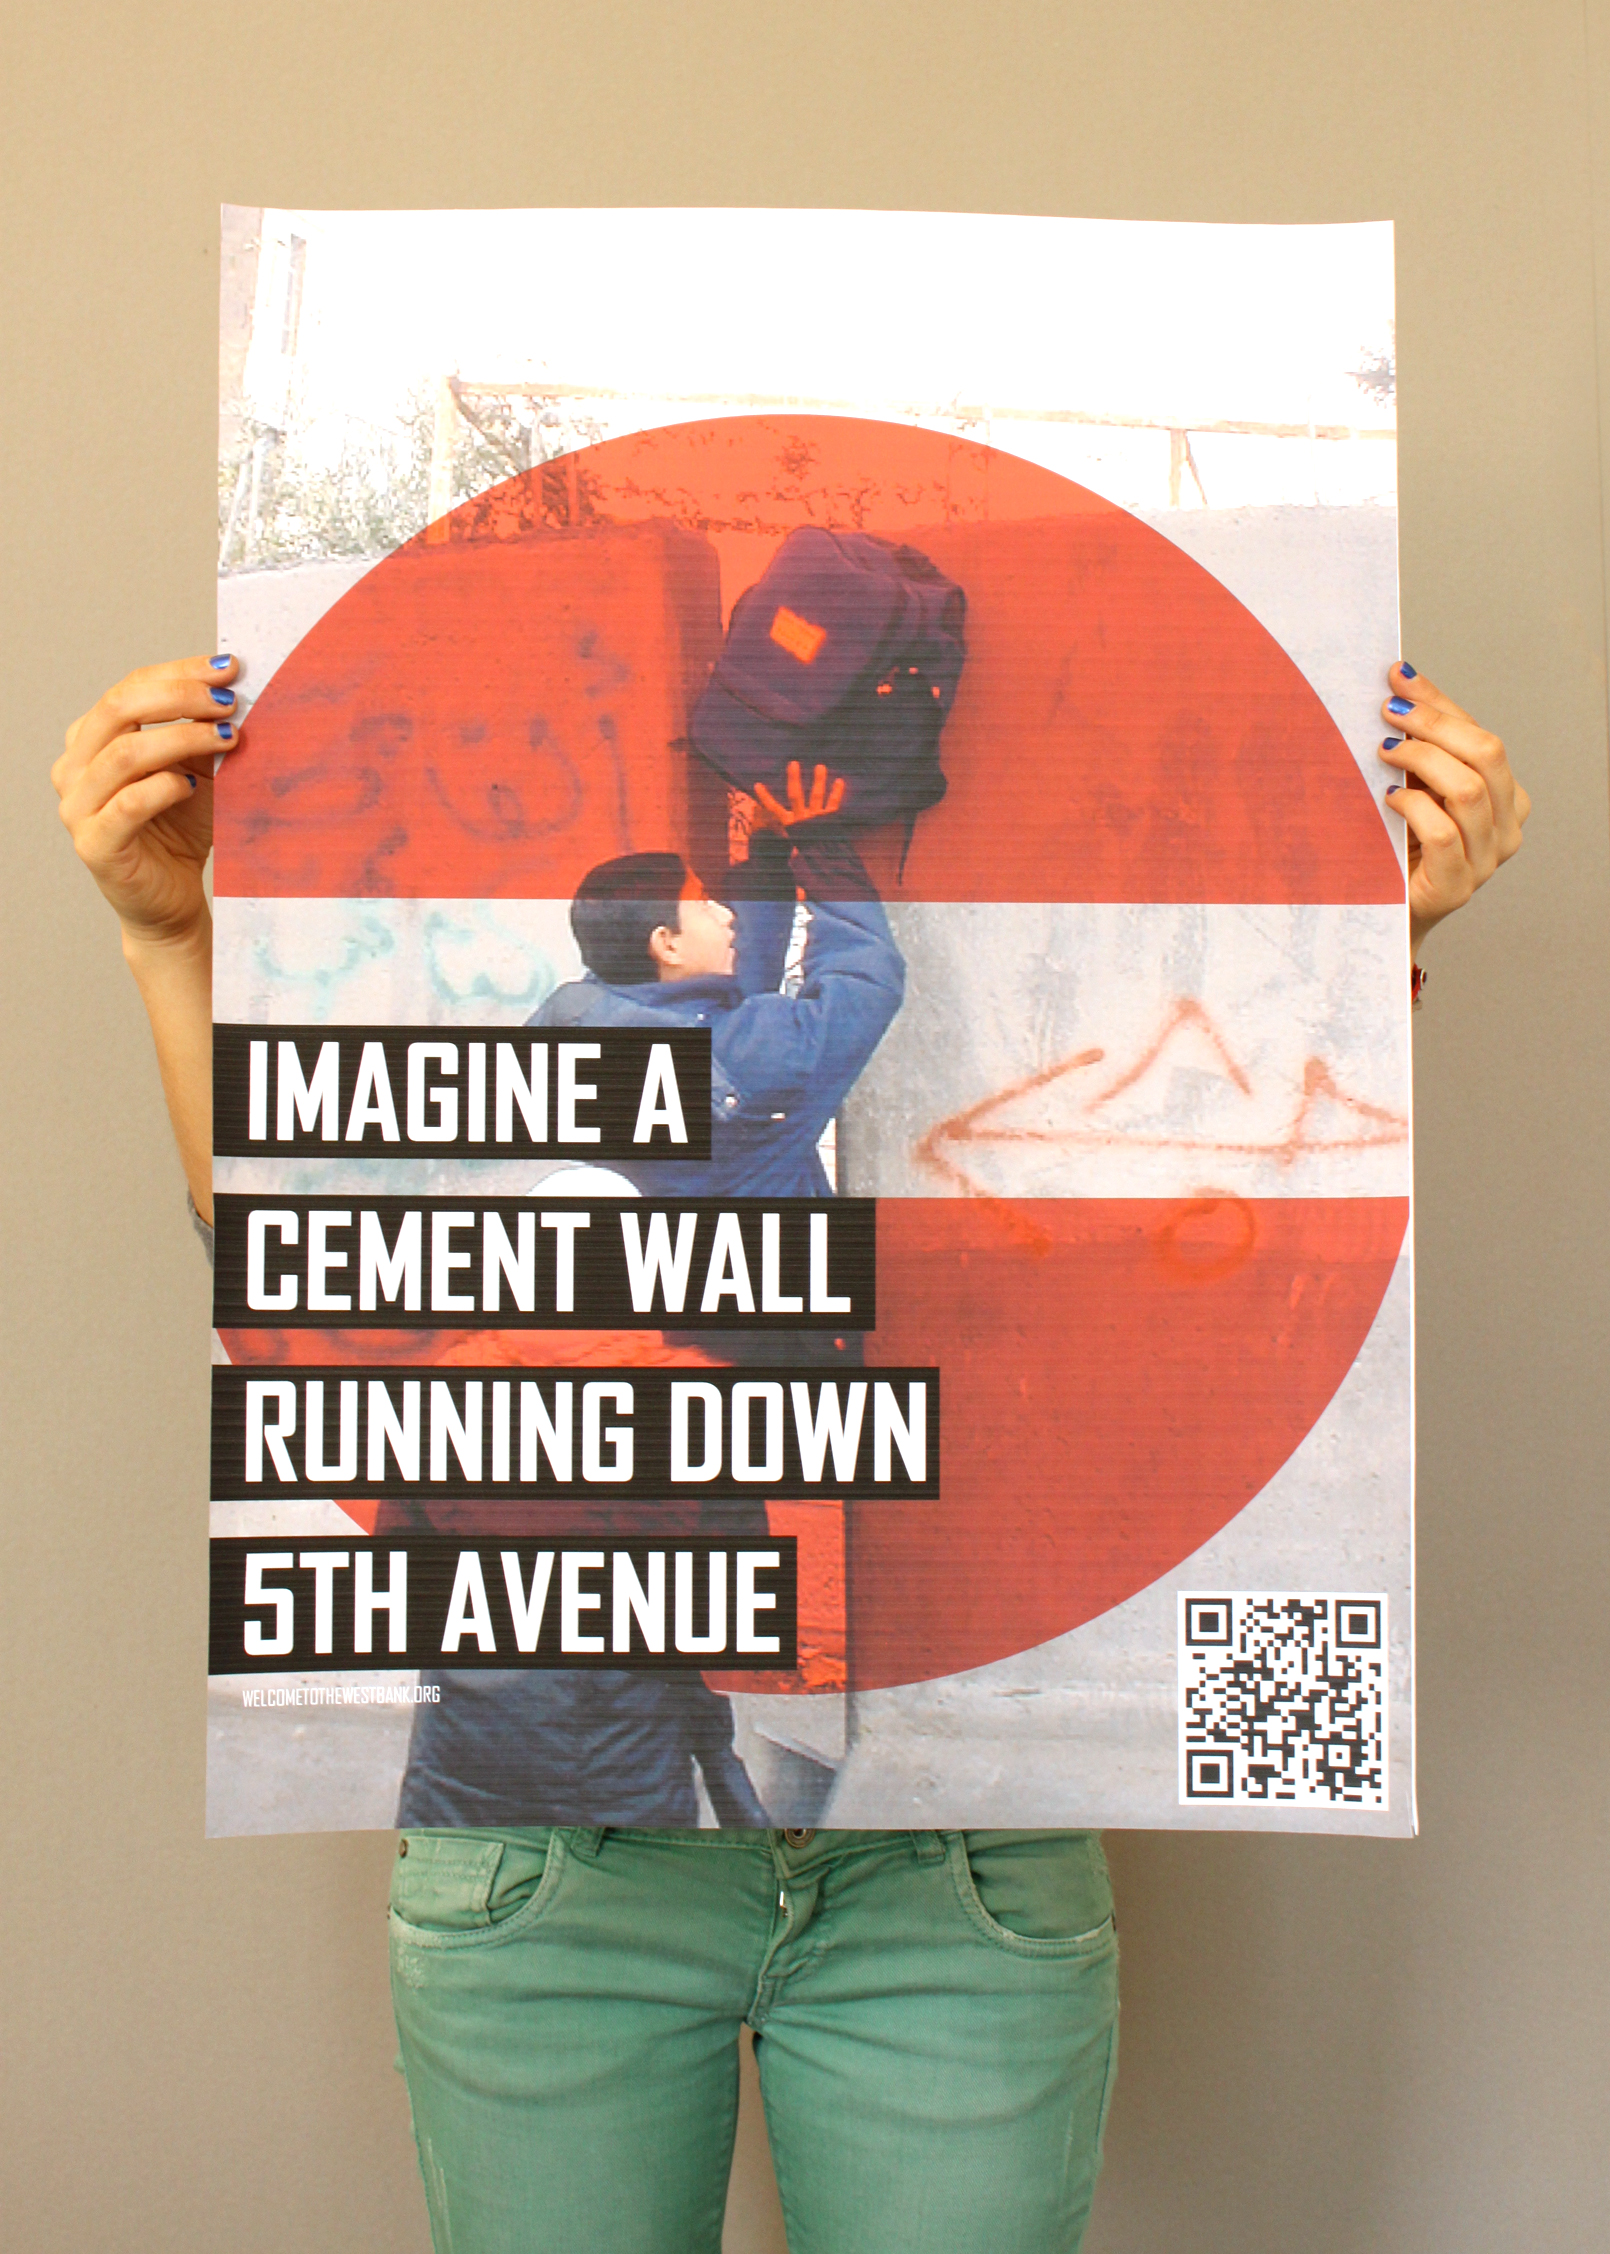 IMAGINE A
CEMENT WALL
RUNNING DOWN
5TH AVENUE
WELCOMETOTHEWESTBANK.ORG